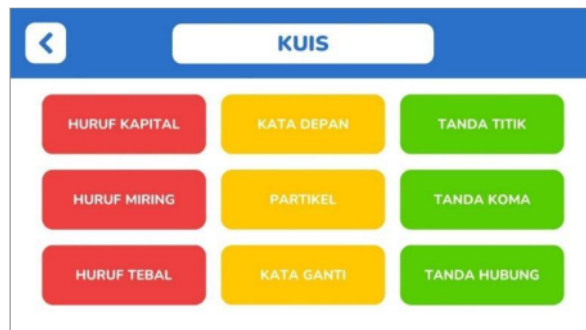 KUIS
HURUF KAPITAL
KATA DEPAN
TANDA TITIK
HURUF MIRING
PARTIKEL
TANDA KOMA
HURUF TEBAL
KATA GANTI
TANDA HUBUNG